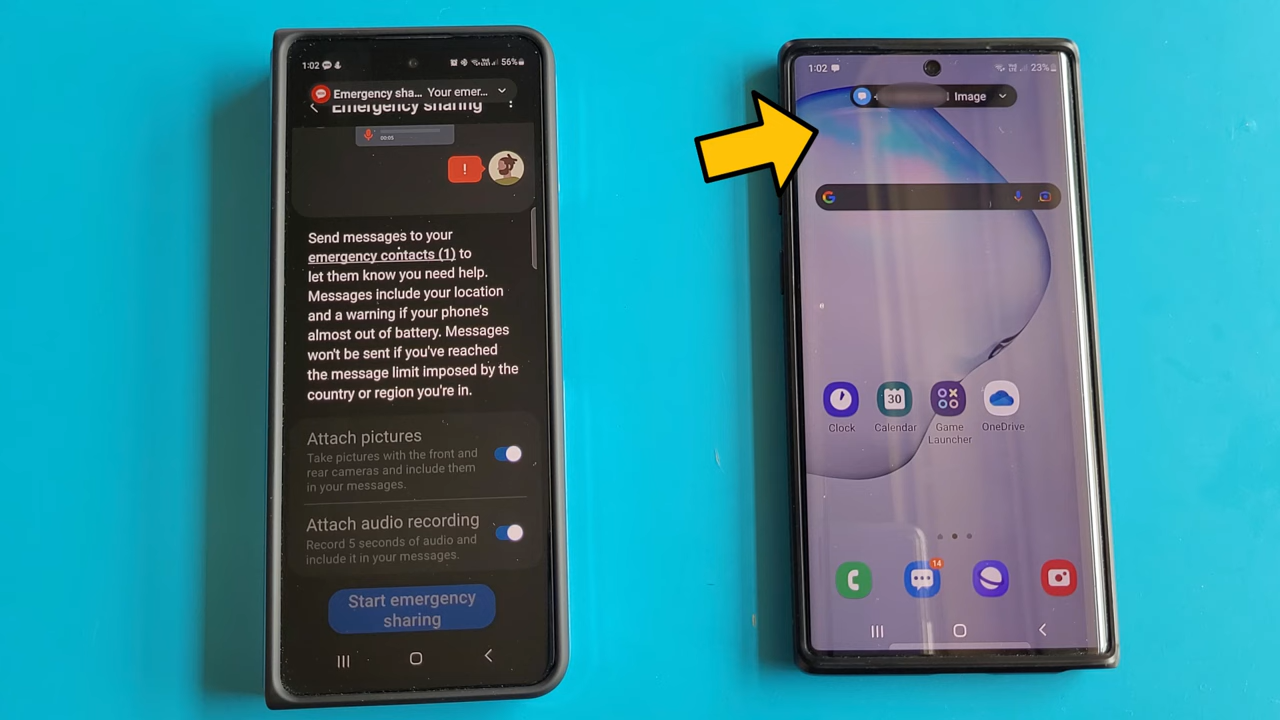 1:02
56%
Emergency sha... Your emer...
Emergency sharing
00:05
!
Send messages to your
emergency contacts (1) to
let them know you need help.
Messages include your location
and a warning if your phone's
almost out of battery. Messages
won't be sent if you've reached
the message limit imposed by the
country or region you're in.
Attach pictures
Take pictures with the front and
rear cameras and include them
in your messages.
Attach audio recording
Record 5 seconds of audio and
include it in your messages.
Start emergency
sharing
1:02
23%
Image
30
Clock
Calendar
Game
Launcher
OneDrive
14